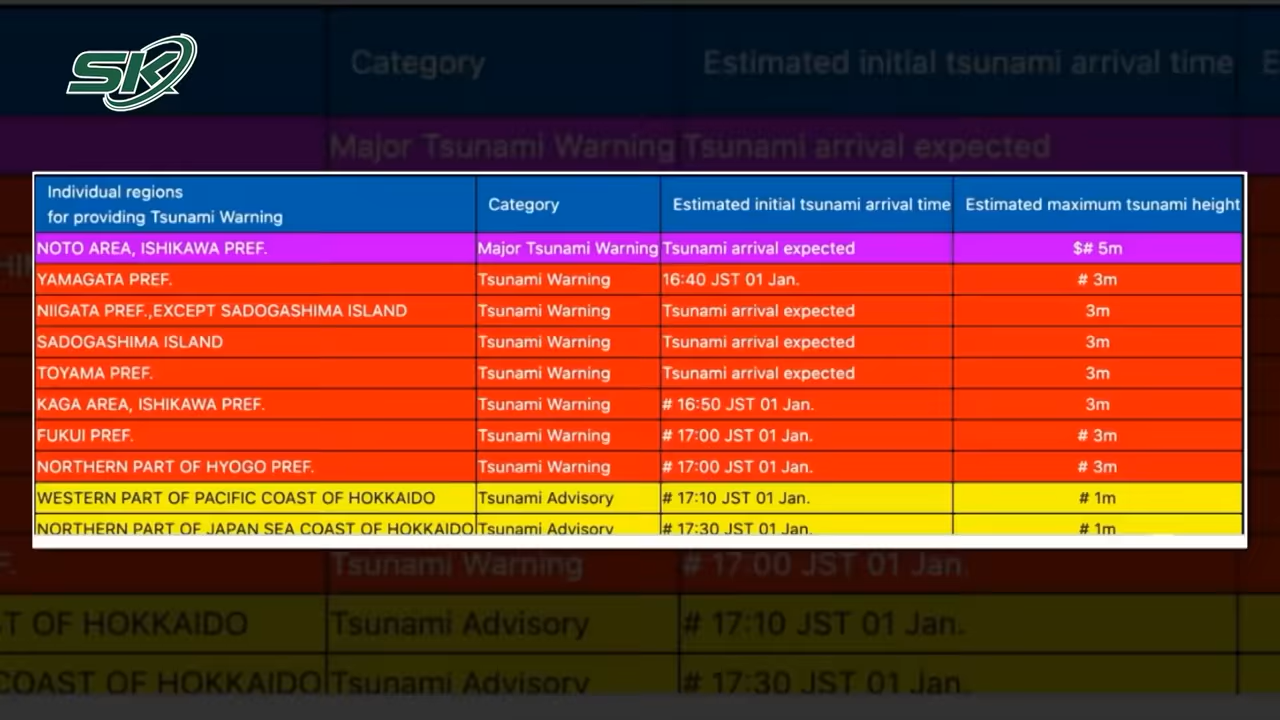 SK
Category Estimated initial tsunami arrival time E
Major Tsunami Warning Tsunami arrival expected
Individual regions
for providing Tsunami Warning
Category Estimated initial tsunami arrival time Estimated maximum tsunami height
NOTO AREA, ISHIKAWA PREF. Major Tsunami Warning Tsunami arrival expected $# 5m
YAMAGATA PREF. Tsunami Warning 16:40 JST 01 Jan. # 3m
NIIGATA PREF.,EXCEPT SADOGASHIMA ISLAND Tsunami Warning Tsunami arrival expected 3m
SADOGASHIMA ISLAND Tsunami Warning Tsunami arrival expected 3m
TOYAMA PREF. Tsunami Warning Tsunami arrival expected 3m
KAGA AREA, ISHIKAWA PREF. Tsunami Warning # 16:50 JST 01 Jan. 3m
FUKUI PREF. Tsunami Warning # 17:00 JST 01 Jan. # 3m
NORTHERN PART OF HYOGO PREF. Tsunami Warning # 17:00 JST 01 Jan. # 3m
WESTERN PART OF PACIFIC COAST OF HOKKAIDO Tsunami Advisory # 17:10 JST 01 Jan. # 1m
NORTHERN PART OF JAPAN SEA COAST OF HOKKAIDO Tsunami Advisory # 17:30 JST 01 Jan. # 1m
F. Tsunami Warning # 17:00 JST 01 Jan.
T OF HOKKAIDO Tsunami Advisory # 17:10 JST 01 Jan.
COAST OF HOKKAIDO Tsunami Advisory # 17:30 JST 01 Jan.